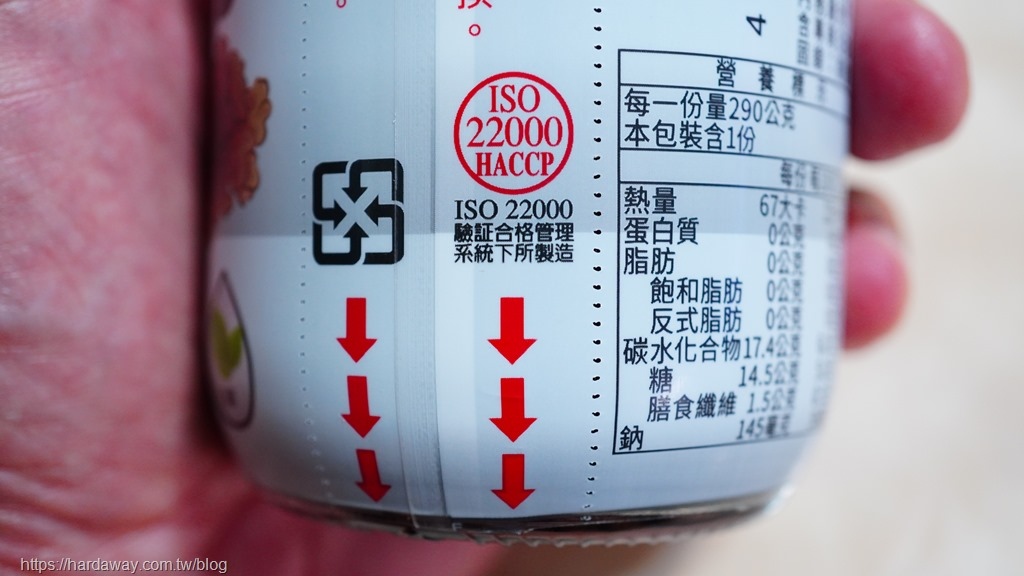 。
。
4
ISO
22000
HACCP
ISO 22000
驗証合格管理
系統下所製造
營養標示
每一份量290公克
本包裝含1份
每份
熱量 67大卡
蛋白質 0公克
脂肪 0公克
飽和脂肪 0公克
反式脂肪 0公克
碳水化合物17.4公克
糖 14.5公克
膳食纖維 1.5公克
鈉 145毫克
https://hardaway.com.tw/blog